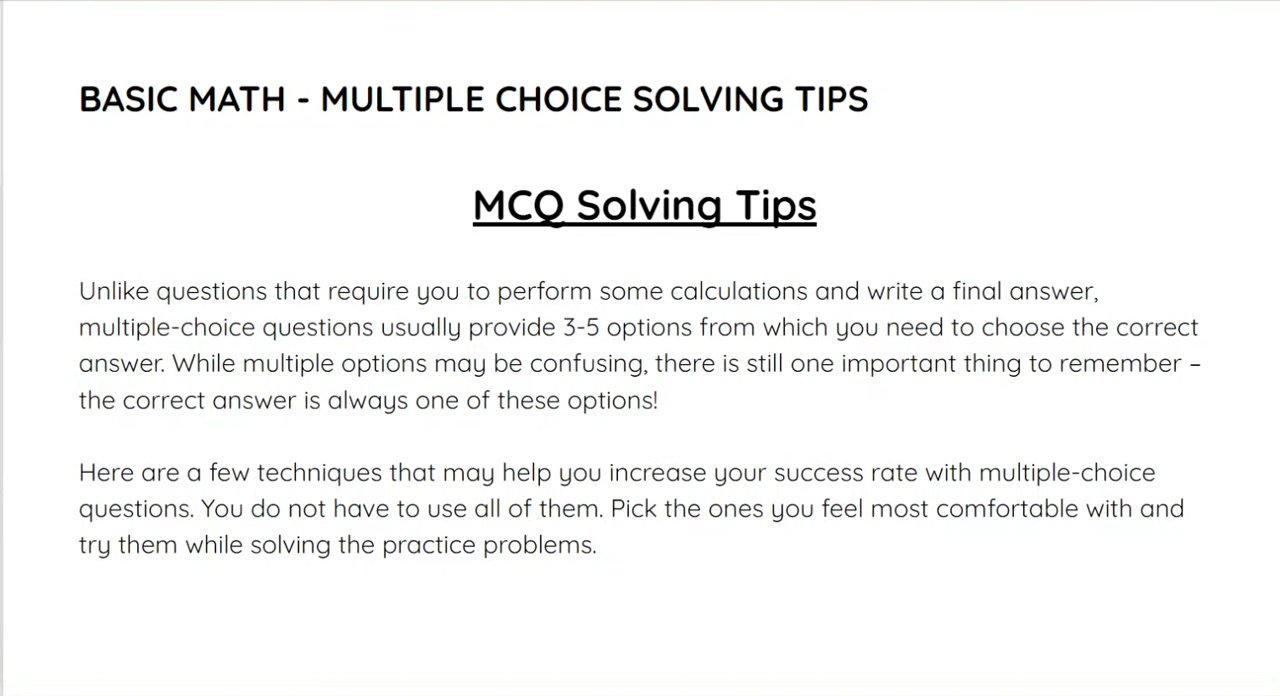 BASIC MATH - MULTIPLE CHOICE SOLVING TIPS
MCQ Solving Tips
Unlike questions that require you to perform some calculations and write a final answer,
multiple-choice questions usually provide 3-5 options from which you need to choose the correct
answer. While multiple options may be confusing, there is still one important thing to remember –
the correct answer is always one of these options!
Here are a few techniques that may help you increase your success rate with multiple-choice
questions. You do not have to use all of them. Pick the ones you feel most comfortable with and
try them while solving the practice problems.